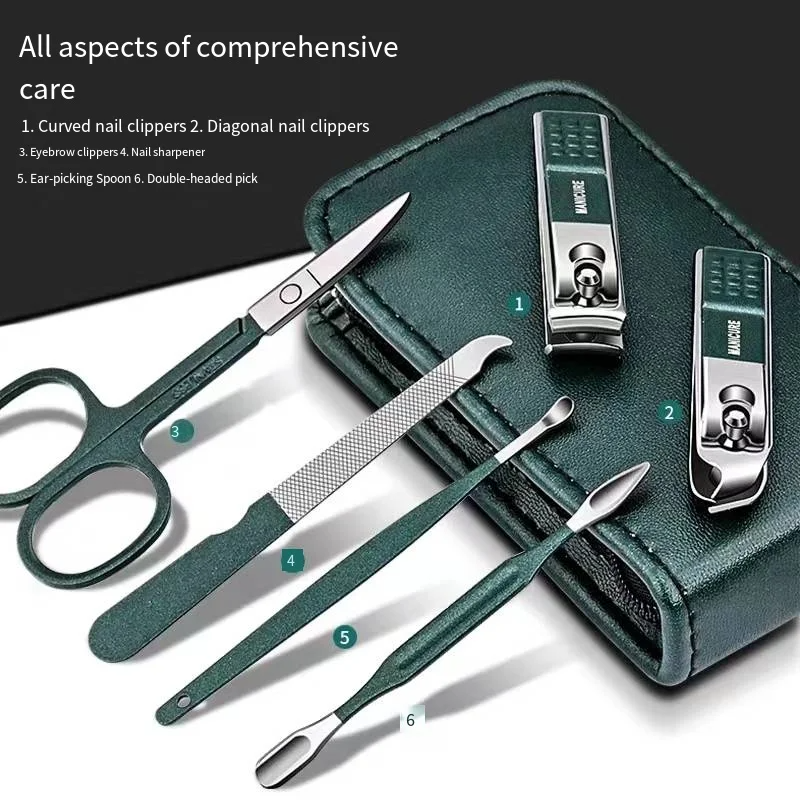 All aspects of comprehensive
care
1. Curved nail clippers 2. Diagonal nail clippers
3. Eyebrow clippers 4. Nail sharpener
5. Ear-picking Spoon 6. Double-headed pick
MANICURE
1
MANICURE
2
3
4
5
6